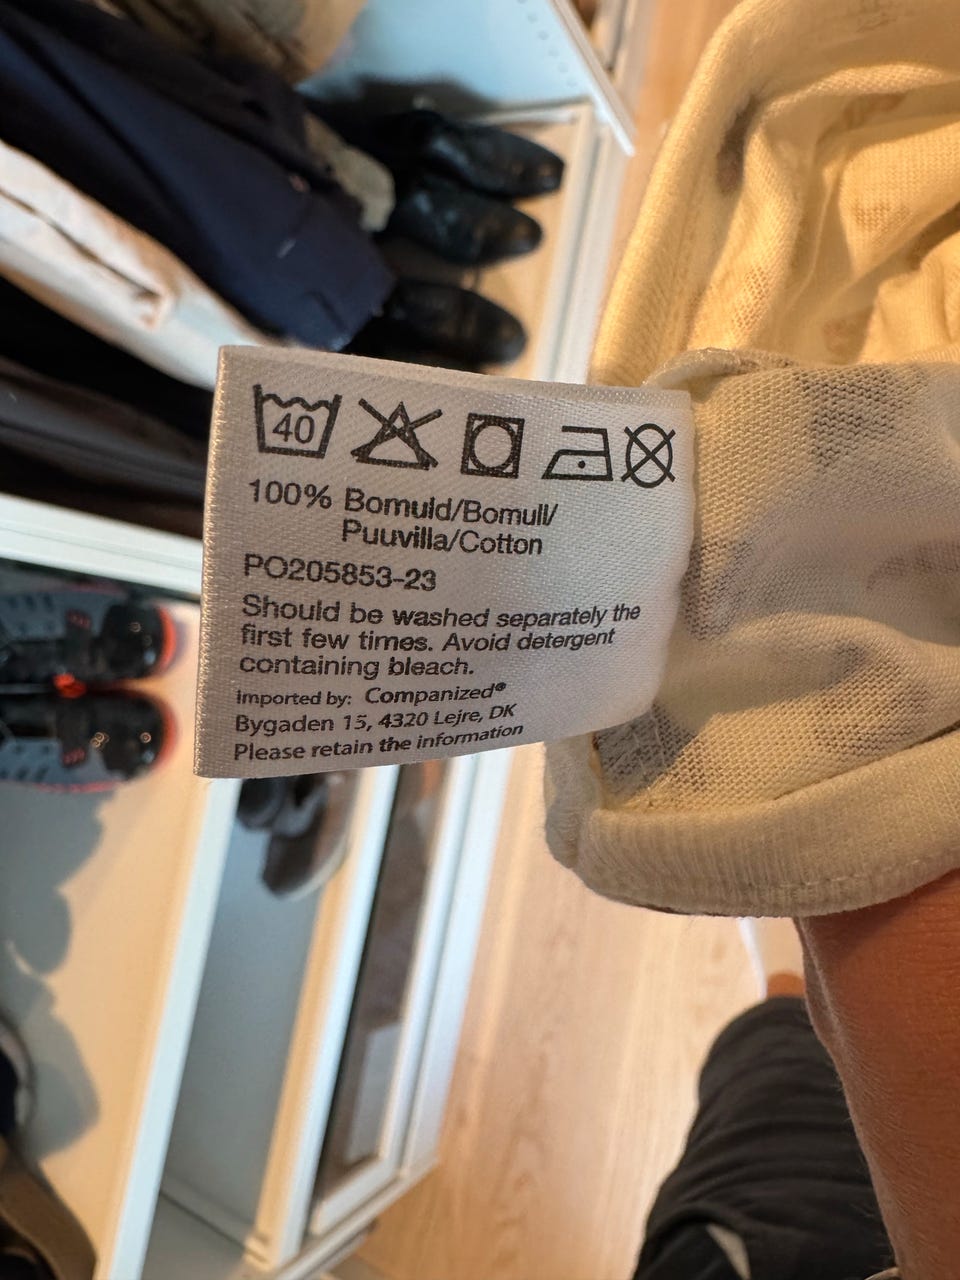 40
100% Bomuld/Bomull/
Puuvilla/Cotton
PO205853-23
Should be washed separately the
first few times. Avoid detergent
containing bleach.
Imported by: Companized®
Bygaden 15, 4320 Lejre, DK
Please retain the information